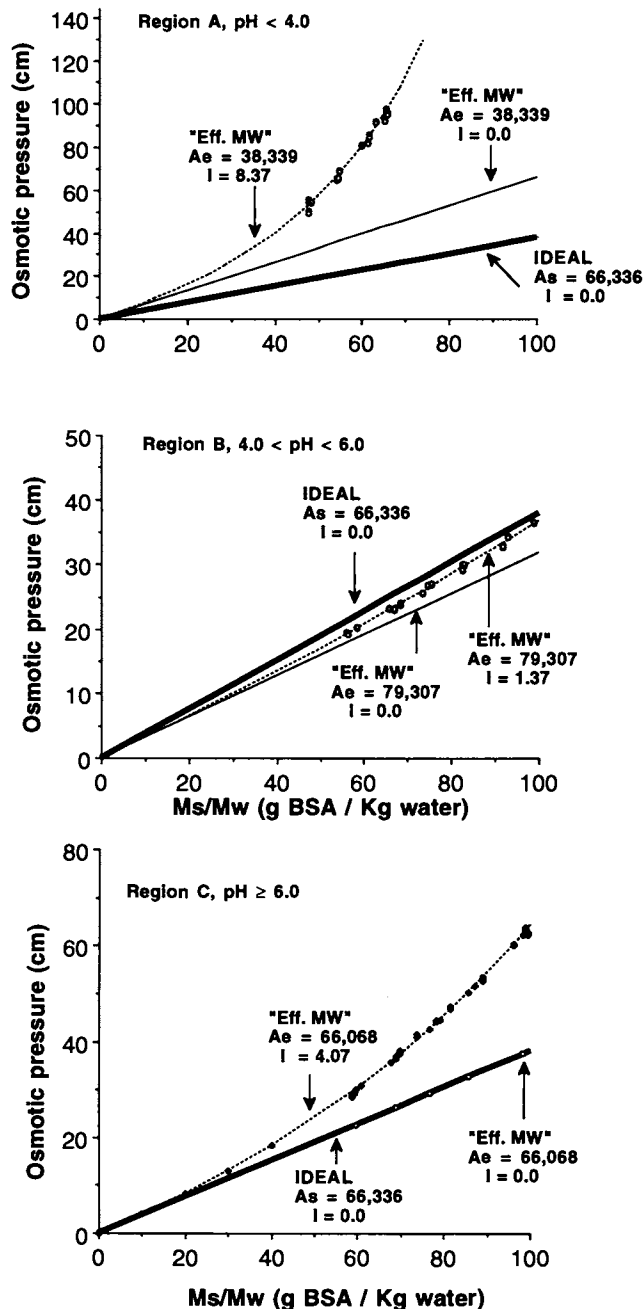 Region A, pH < 4.0
Osmotic pressure (cm)
140
120
100
80
60
40
20
0
"Eff. MW"
Ae = 38,339
I = 8.37
"Eff. MW"
Ae = 38,339
I = 0.0
IDEAL
As = 66,336
I = 0.0
0 20 40 60 80 100
Region B, 4.0 < pH < 6.0
Osmotic pressure (cm)
50
40
30
20
10
0
IDEAL
As = 66,336
I = 0.0
"Eff. MW"
Ae = 79,307
I = 0.0
"Eff. MW"
Ae = 79,307
I = 1.37
0 20 40 60 80 100
Ms/Mw (g BSA / Kg water)
Region C, pH ≥ 6.0
Osmotic pressure (cm)
80
60
40
20
0
"Eff. MW"
Ae = 66,068
I = 4.07
IDEAL
As = 66,336
I = 0.0
"Eff. MW"
Ae = 66,068
I = 0.0
0 20 40 60 80 100
Ms/Mw (g BSA / Kg water)